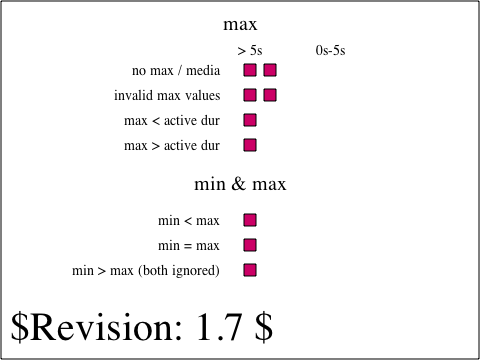 max
> 5s 0s-5s
no max / media
invalid max values
max < active dur
max > active dur
min & max
min < max
min = max
min > max (both ignored)
$Revision: 1.7 $